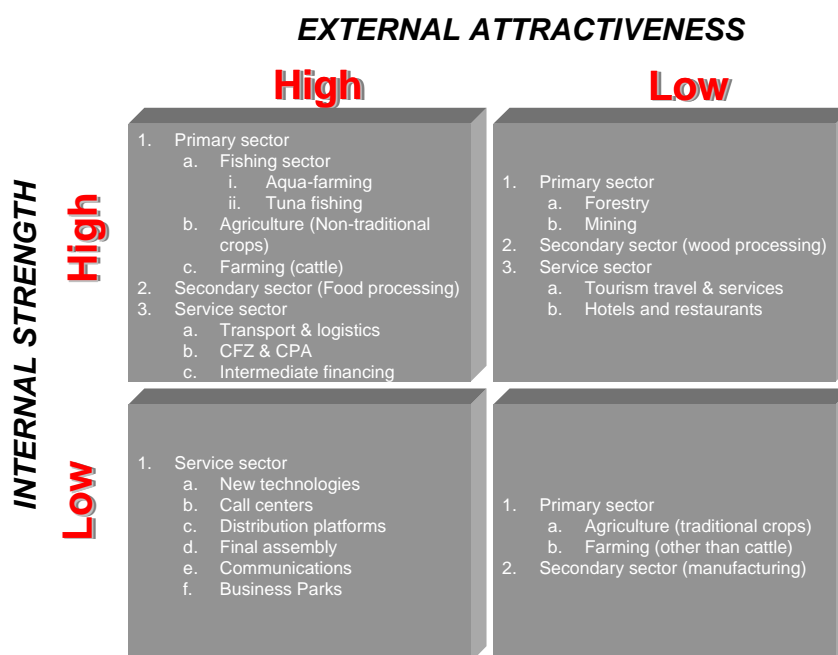 EXTERNAL ATTRACTIVENESS
High
Low
INTERNAL STRENGTH
High
1. Primary sector
a. Fishing sector
i. Aqua-farming
ii. Tuna fishing
b. Agriculture (Non-traditional
crops)
c. Farming (cattle)
2. Secondary sector (Food processing)
3. Service sector
a. Transport & logistics
b. CFZ & CPA
c. Intermediate financing
1. Primary sector
a. Forestry
b. Mining
2. Secondary sector (wood processing)
3. Service sector
a. Tourism travel & services
b. Hotels and restaurants
Low
1. Service sector
a. New technologies
b. Call centers
c. Distribution platforms
d. Final assembly
e. Communications
f. Business Parks
1. Primary sector
a. Agriculture (traditional crops)
b. Farming (other than cattle)
2. Secondary sector (manufacturing)